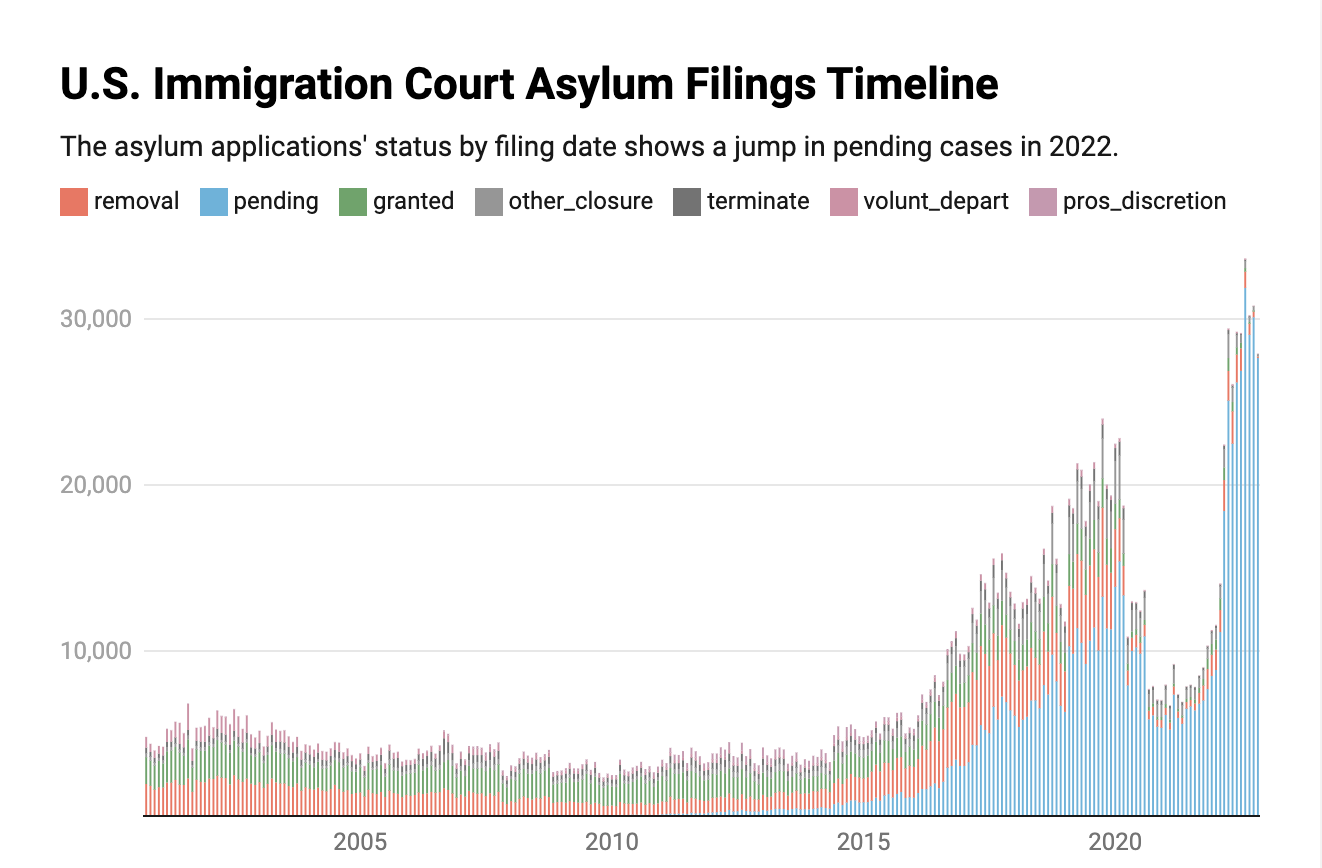 U.S. Immigration Court Asylum Filings Timeline
The asylum applications' status by filing date shows a jump in pending cases in 2022.
removal pending granted other_closure terminate volunt_depart pros_discretion
30,000
20,000
10,000
2005 2010 2015 2020